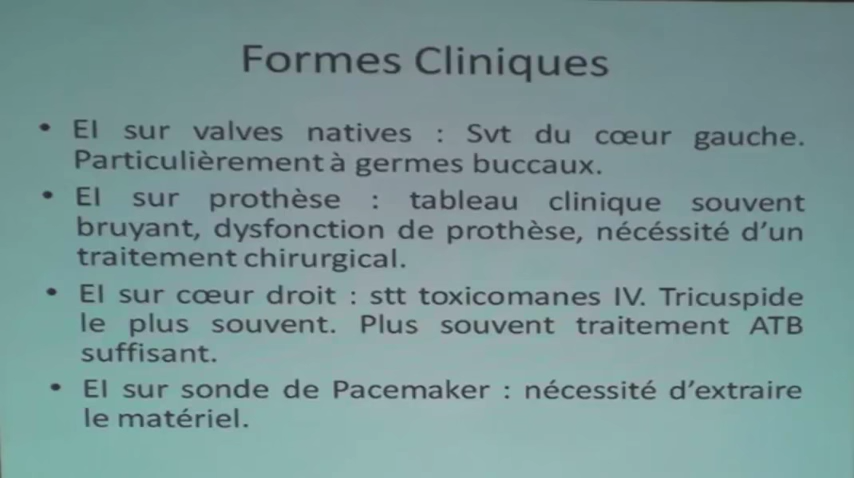 Formes Cliniques
• EI sur valves natives : Svt du cœur gauche.
Particulièrement à germes buccaux.
• EI sur prothèse : tableau clinique souvent
bruyant, dysfonction de prothèse, nécéssité d'un
traitement chirurgical.
• EI sur cœur droit : stt toxicomanes IV. Tricuspide
le plus souvent. Plus souvent traitement ATB
suffisant.
• EI sur sonde de Pacemaker : nécessité d'extraire
le matériel.